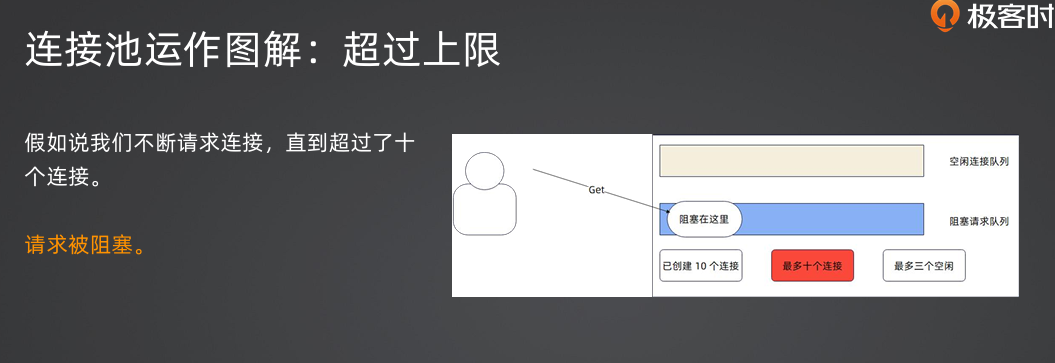 极客时
连接池运作图解：超过上限
假如说我们不断请求连接，直到超过了十
个连接。
请求被阻塞。
空闲连接队列
Get
阻塞在这里
阻塞请求队列
已创建 10 个连接
最多十个连接
最多三个空闲